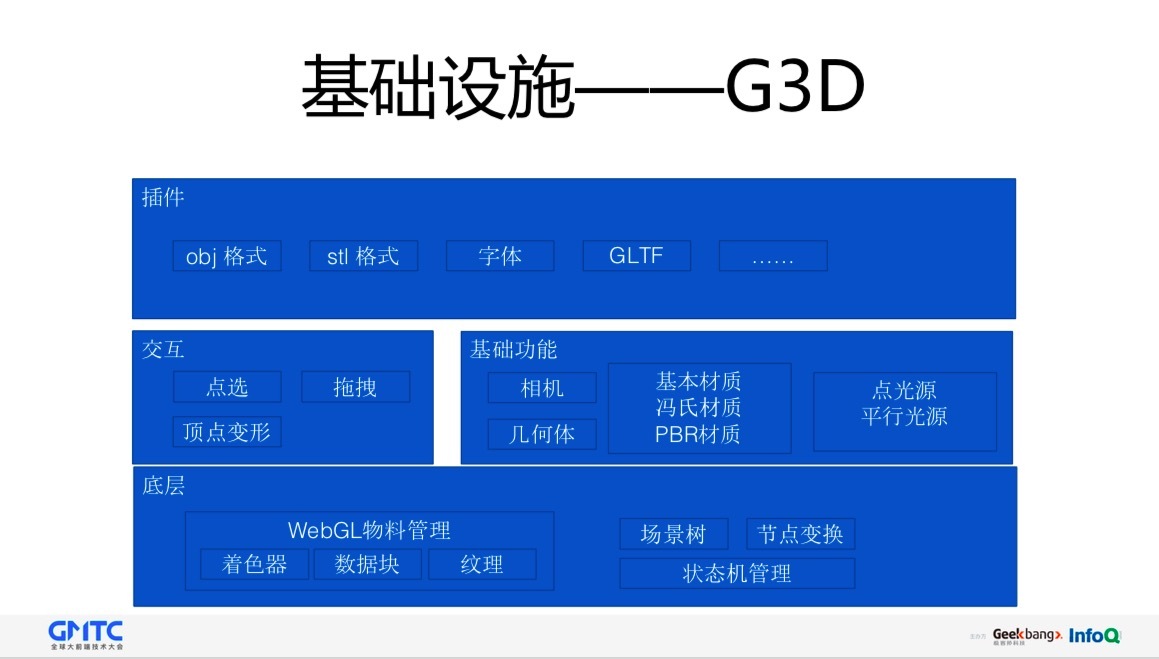 基础设施——G3D
插件
obj 格式
stl 格式
字体
GLTF
……
交互
点选
拖拽
顶点变形
基础功能
相机
几何体
基本材质
冯氏材质
PBR材质
点光源
平行光源
底层
WebGL物料管理
着色器
数据块
纹理
场景树
节点变换
状态机管理
GMTC
全球大前端技术大会
主办方
Geekbang>.
极客邦科技
InfoQ